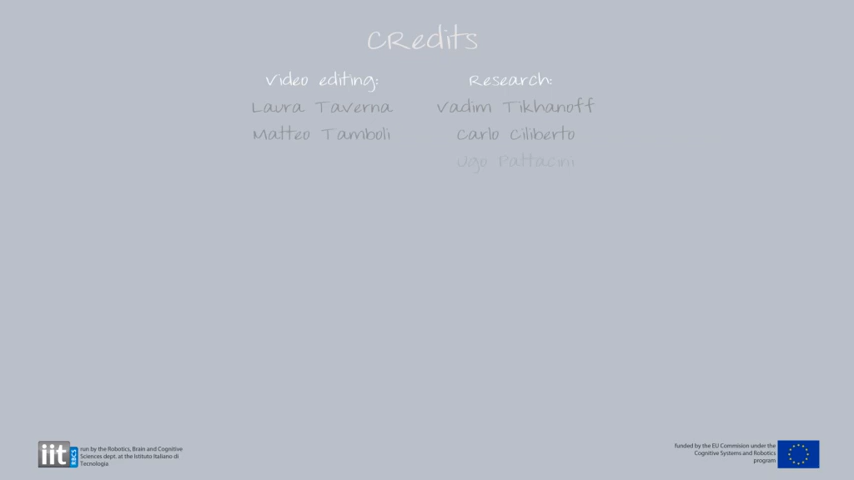 CRedits
Video editing:
Research:
Laura Taverna
Vadim Tikhanoff
Matteo Tamboli
Carlo Ciliberto
Ugo Pattacini
iit RBCS
run by the Robotics, Brain and Cognitive
Sciences dept. at the Istituto Italiano di
Tecnologia
funded by the EU Commision under the
Cognitive Systems and Robotics
program